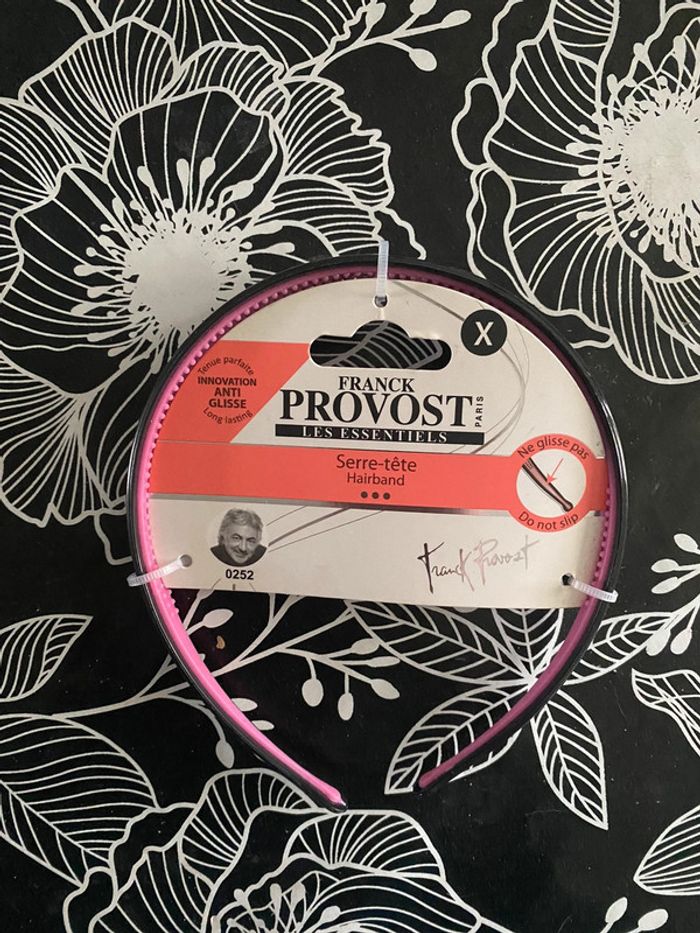 X
Tenue parfaite
INNOVATION
ANTI
GLISSE
Long lasting
FRANCK
PROVOST
PARIS
LES ESSENTIELS
Serre-tête
Hairband
Ne glisse pas
Do not slip
0252
Franck Provost